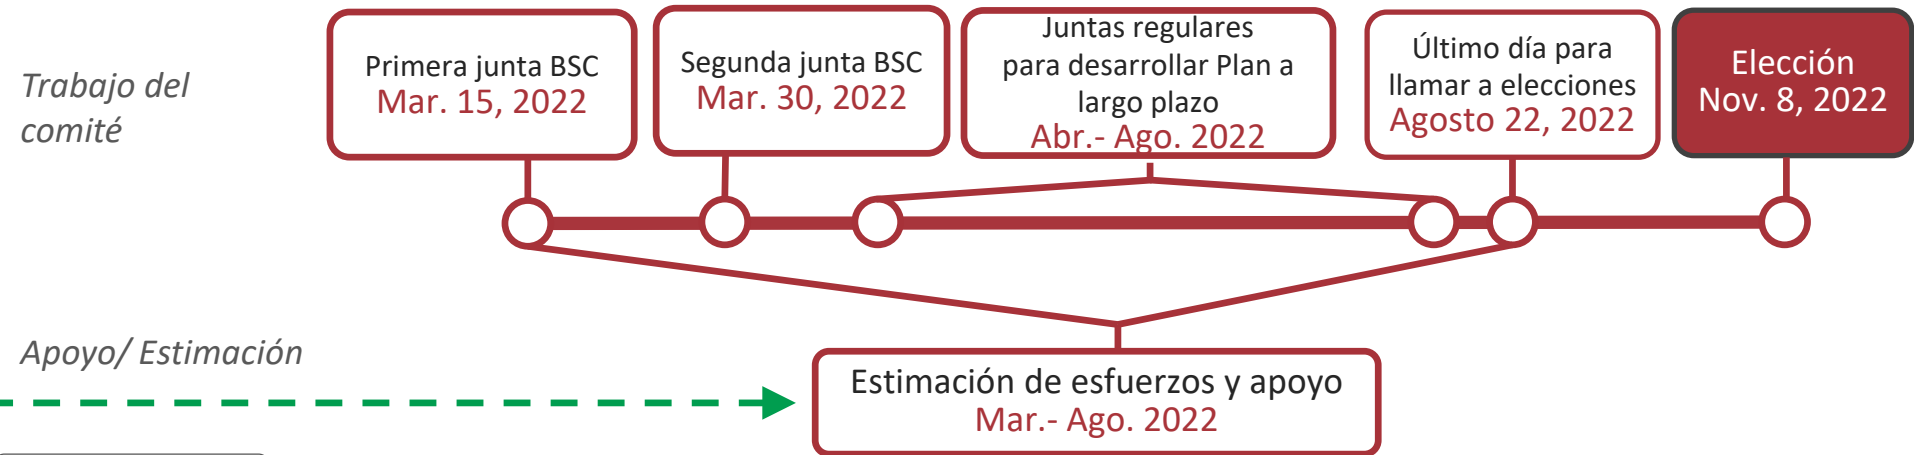 Trabajo del
comité
Primera junta BSC
Mar. 15, 2022
Segunda junta BSC
Mar. 30, 2022
Juntas regulares
para desarrollar Plan a
largo plazo
Abr.- Ago. 2022
Último día para
llamar a elecciones
Agosto 22, 2022
Elección
Nov. 8, 2022
Apoyo/ Estimación
Estimación de esfuerzos y apoyo
Mar.- Ago. 2022